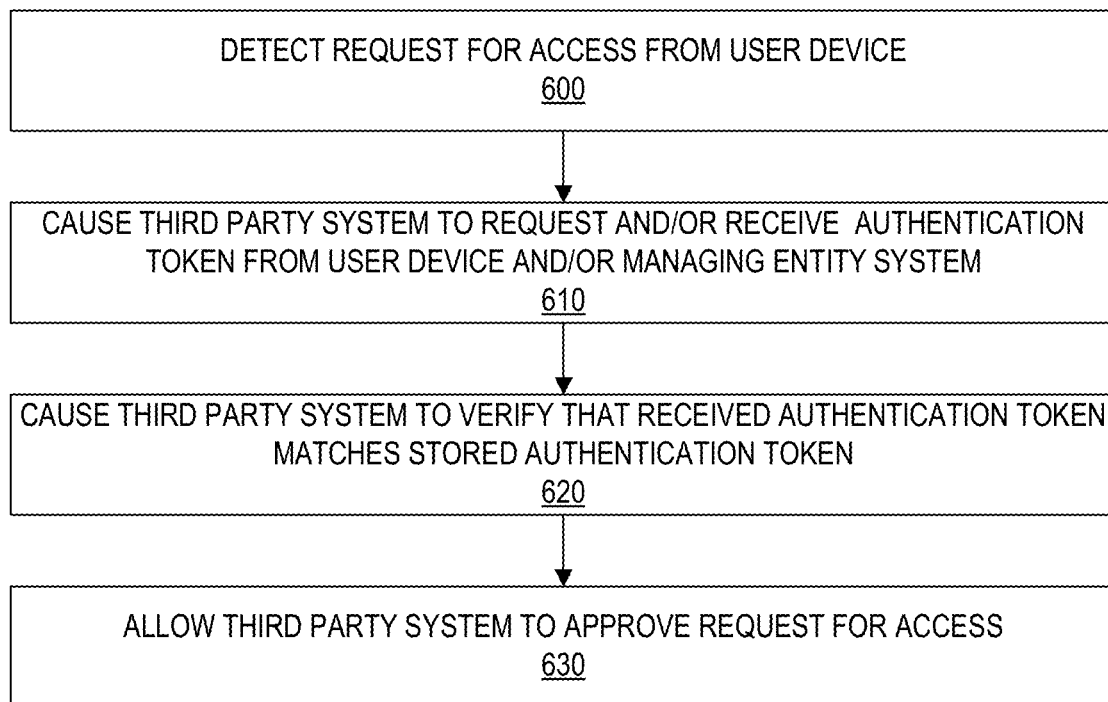 DETECT REQUEST FOR ACCESS FROM USER DEVICE
600
CAUSE THIRD PARTY SYSTEM TO REQUEST AND/OR RECEIVE AUTHENTICATION
TOKEN FROM USER DEVICE AND/OR MANAGING ENTITY SYSTEM
610
CAUSE THIRD PARTY SYSTEM TO VERIFY THAT RECEIVED AUTHENTICATION TOKEN
MATCHES STORED AUTHENTICATION TOKEN
620
ALLOW THIRD PARTY SYSTEM TO APPROVE REQUEST FOR ACCESS
630